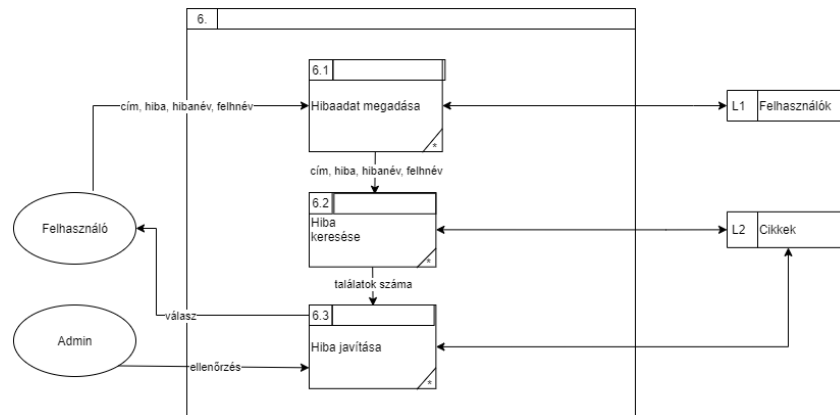 6.
6.1
Hibaadat megadása
*
cím, hiba, hibanév, felhnév
L1 Felhasználók
cím, hiba, hibanév, felhnév
6.2
Hiba
keresése
*
Felhasználó
L2 Cikkek
találatok száma
6.3
válasz
Hiba javítása
*
Admin
ellenőrzés